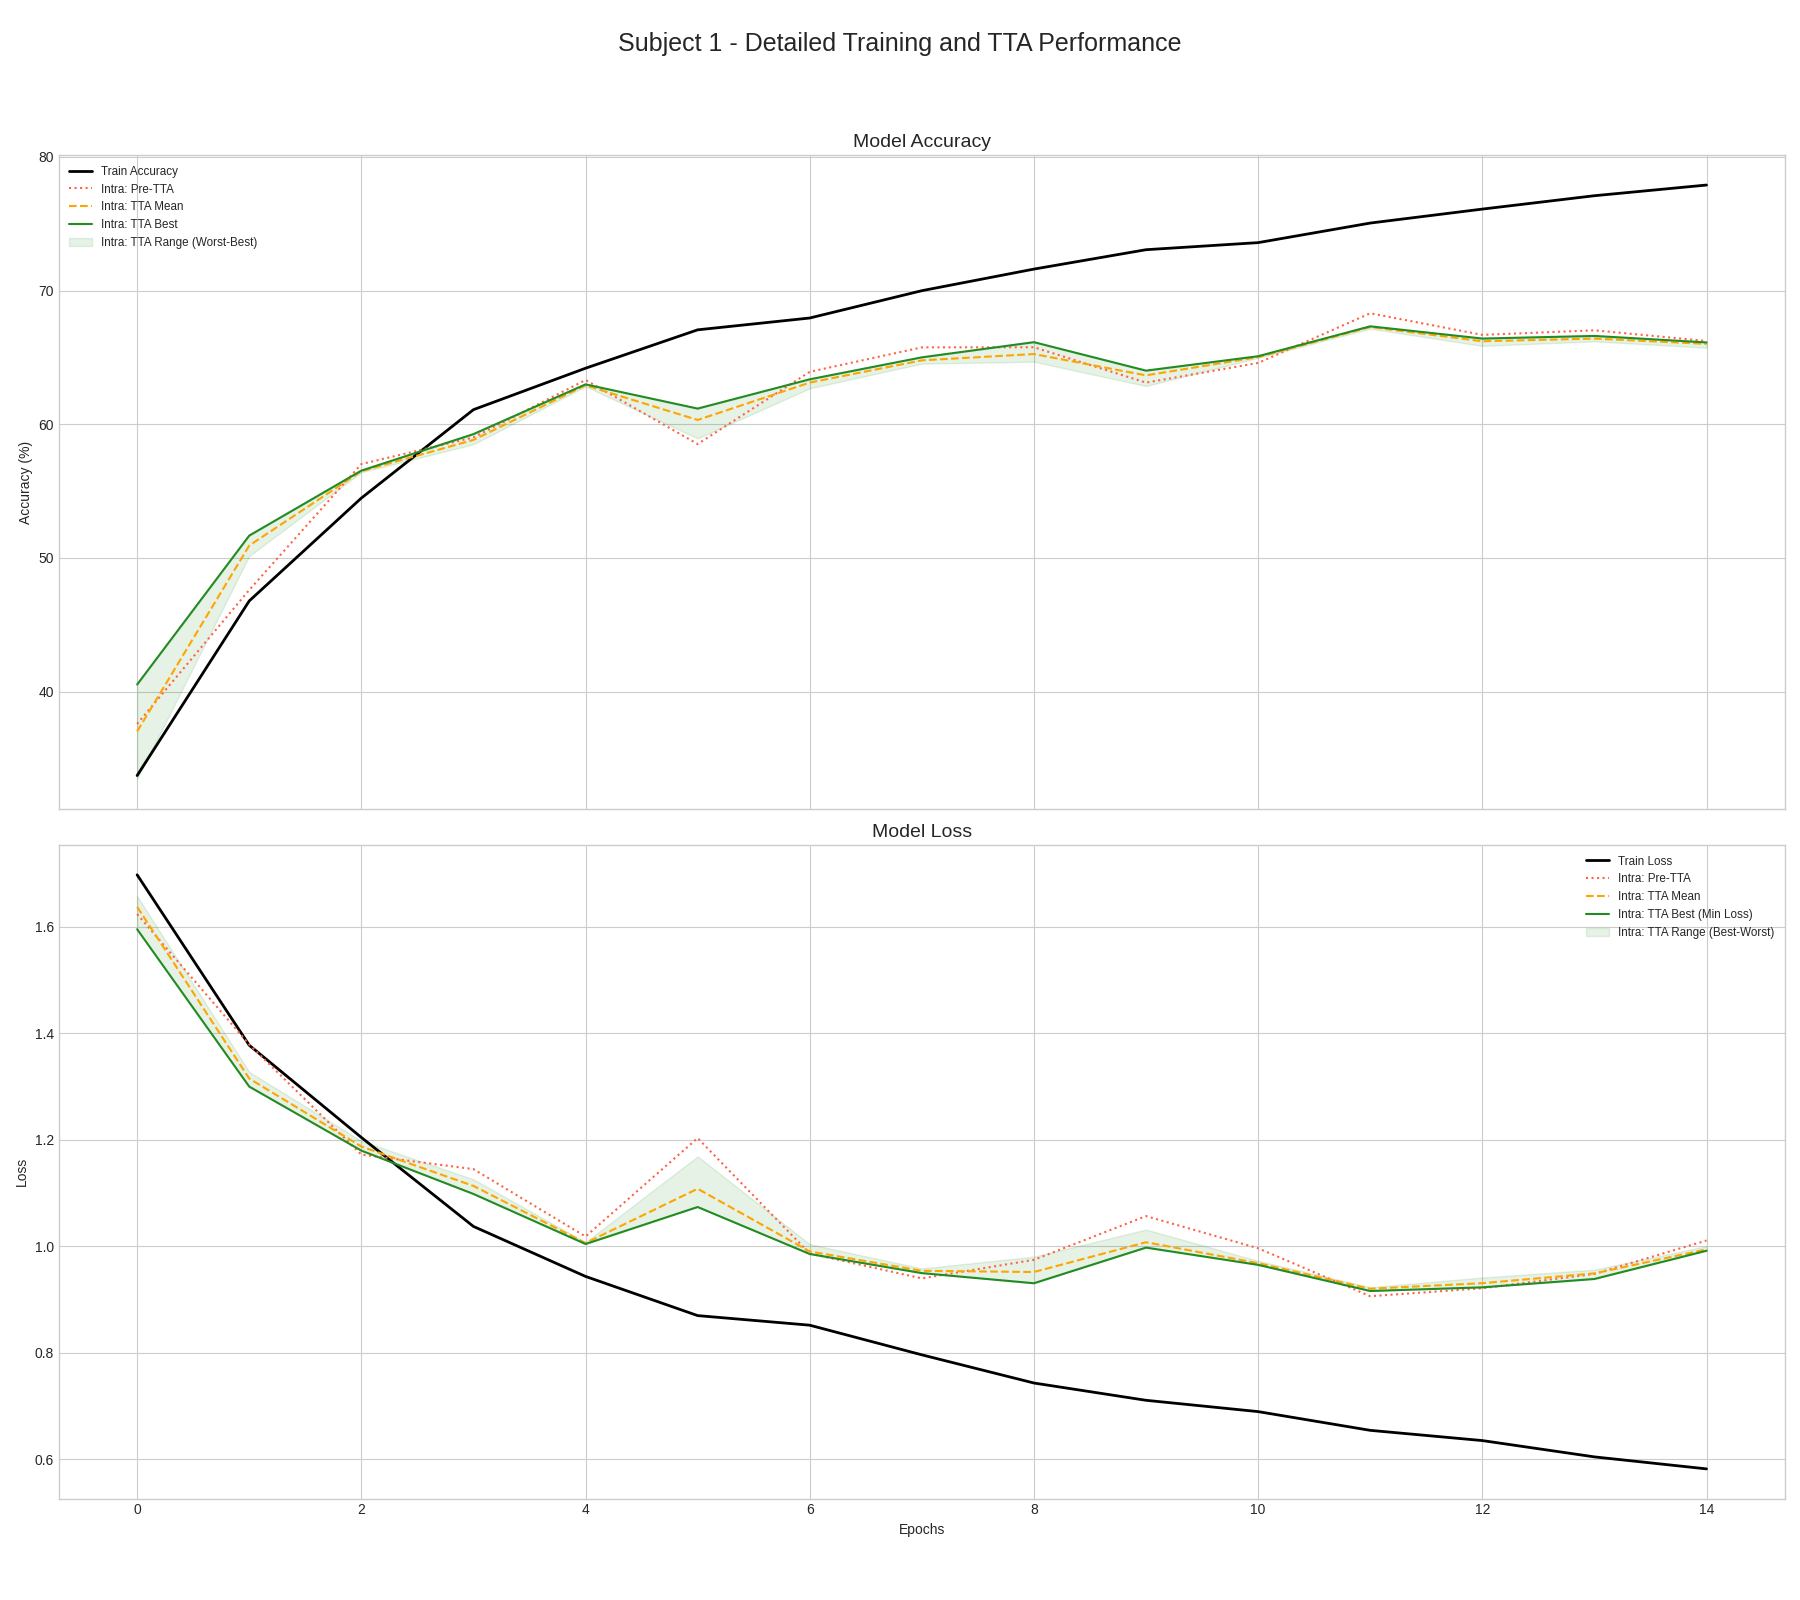 Subject 1 - Detailed Training and TTA Performance
Model Accuracy
80
70
60
50
40
Accuracy (%)
Train Accuracy
Intra: Pre-TTA
Intra: TTA Mean
Intra: TTA Best
Intra: TTA Range (Worst-Best)
Model Loss
1.6
1.4
1.2
1.0
0.8
0.6
Loss
Train Loss
Intra: Pre-TTA
Intra: TTA Mean
Intra: TTA Best (Min Loss)
Intra: TTA Range (Best-Worst)
0 2 4 6 8 10 12 14
Epochs